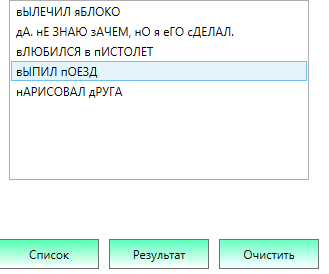 вЫЛЕЧИЛ яБЛОКО
дА. нЕ ЗНАЮ зАЧЕМ, нО я еГО сДЕЛАЛ.
вЛЮБИЛСЯ в пИСТОЛЕТ
вЫПИЛ пОЕЗД
нАРИСОВАЛ дРУГА
Список Результат Очистить